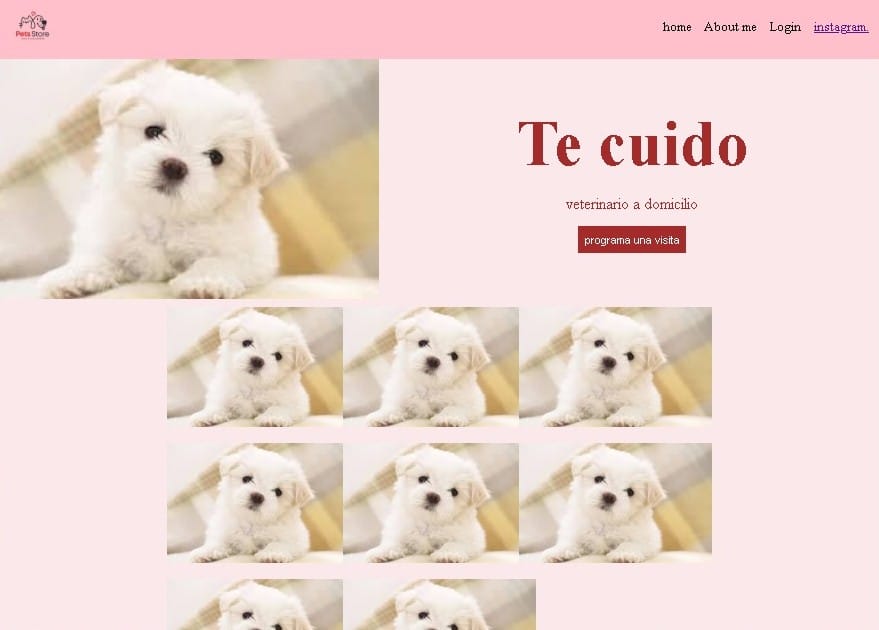 Pets Store
home About me Login instagram.
Te cuido
veterinario a domicilio
programa una visita